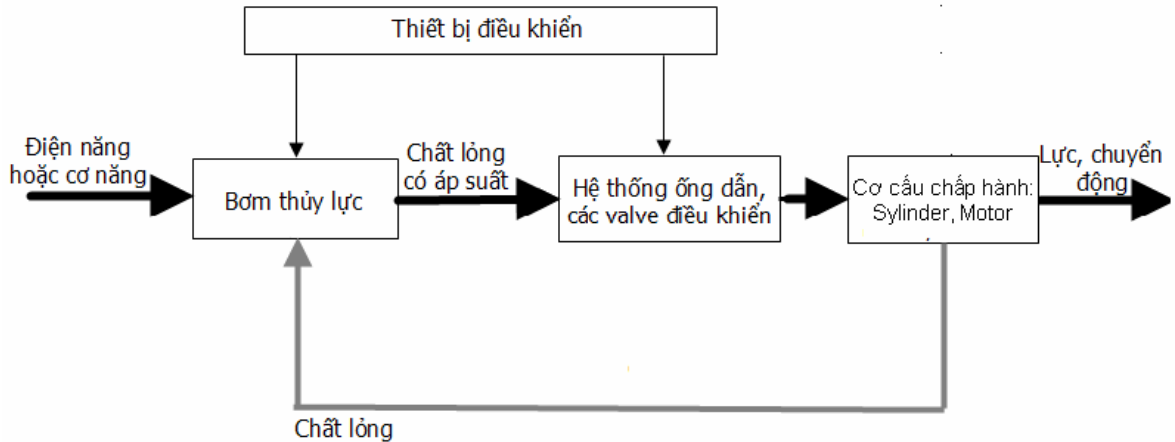 Thiết bị điều khiển
Điện năng
hoặc cơ năng
Bơm thủy lực
Chất lỏng
có áp suất
Hệ thống ống dẫn,
các valve điều khiển
Cơ cấu chấp hành:
Sylinder, Motor
Lực, chuyển
động
Chất lỏng